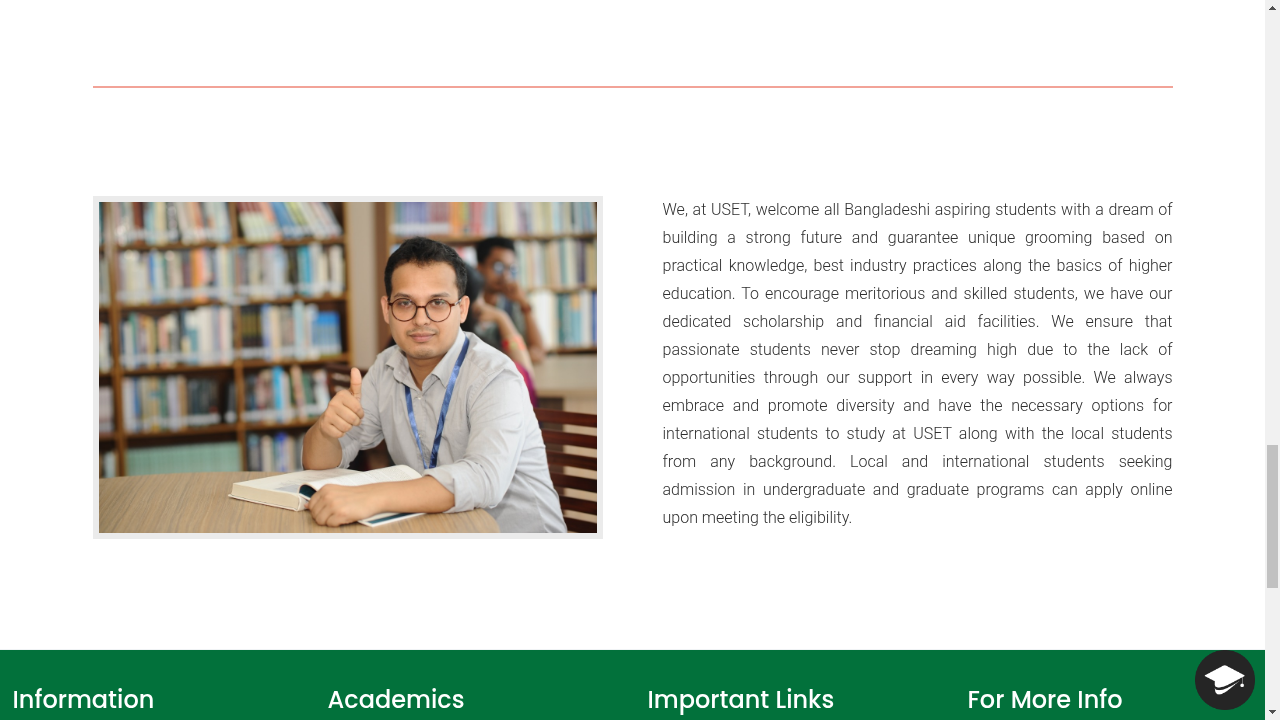 We, at USET, welcome all Bangladeshi aspiring students with a dream of
building a strong future and guarantee unique grooming based on
practical knowledge, best industry practices along the basics of higher
education. To encourage meritorious and skilled students, we have our
dedicated scholarship and financial aid facilities. We ensure that
passionate students never stop dreaming high due to the lack of
opportunities through our support in every way possible. We always
embrace and promote diversity and have the necessary options for
international students to study at USET along with the local students
from any background. Local and international students seeking
admission in undergraduate and graduate programs can apply online
upon meeting the eligibility.
Information
Academics
Important Links
For More Info